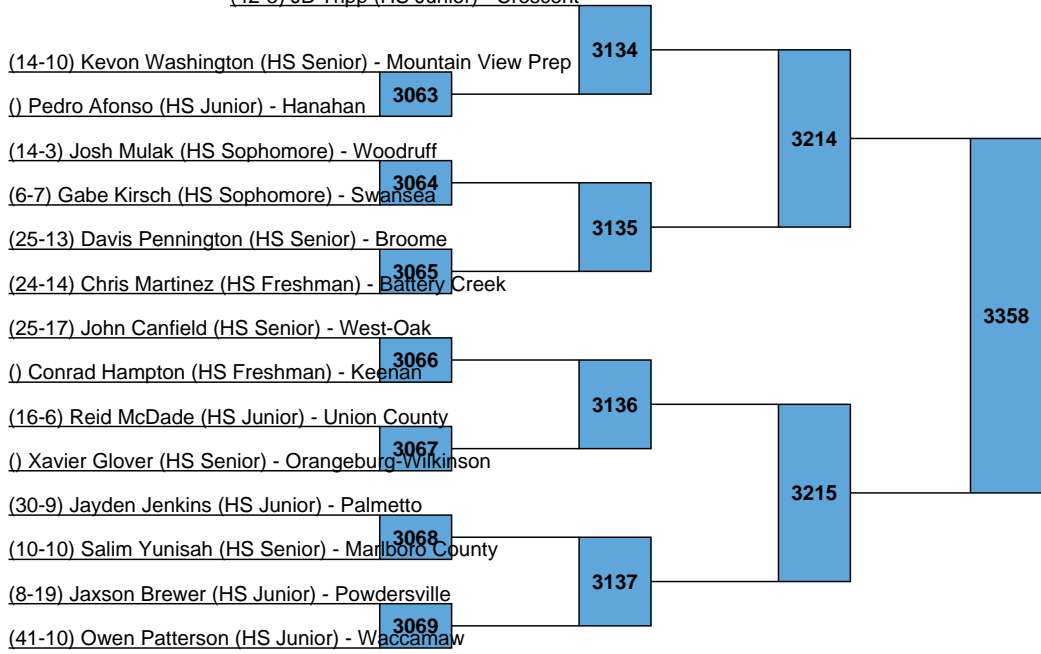 JD Tripp (HS Junior) - Crescent
3134
(14-10) Kevon Washington (HS Senior) - Mountain View Prep
3063
() Pedro Afonso (HS Junior) - Hanahan
3214
(14-3) Josh Mulak (HS Sophomore) - Woodruff
3064
(6-7) Gabe Kirsch (HS Sophomore) - Swansea
3135
(25-13) Davis Pennington (HS Senior) - Broome
3065
(24-14) Chris Martinez (HS Freshman) - Battery Creek
3358
(25-17) John Canfield (HS Senior) - West-Oak
3066
() Conrad Hampton (HS Freshman) - Keenan
3136
(16-6) Reid McDade (HS Junior) - Union County
3067
() Xavier Glover (HS Senior) - Orangeburg-Wilkinson
3215
(30-9) Jayden Jenkins (HS Junior) - Palmetto
3068
(10-10) Salim Yunisah (HS Senior) - Marlboro County
3137
(8-19) Jaxson Brewer (HS Junior) - Powdersville
3069
(41-10) Owen Patterson (HS Junior) - Waccamaw